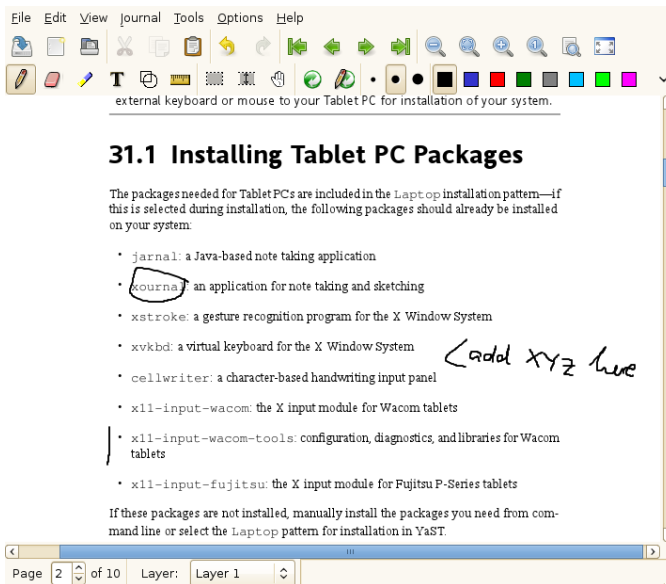 File Edit View Journal Tools Options Help
T
external keyboard or mouse to your Tablet PC for installation of your system.
31.1 Installing Tablet PC Packages
The packages needed for Tablet PCs are included in the Laptop installation pattern—if
this is selected during installation, the following packages should already be installed
on your system:
• jarnal: a Java-based note taking application
• xournal: an application for note taking and sketching
• xstroke: a gesture recognition program for the X Window System
• xvkbd: a virtual keyboard for the X Window System
<add XYZ here
• cellwriter: a character-based handwriting input panel
• x11-input-wacom: the X input module for Wacom tablets
• x11-input-wacom-tools: configuration, diagnostics, and libraries for Wacom
tablets
• x11-input-fujitsu: the X input module for Fujitsu P-Series tablets
If these packages are not installed, manually install the packages you need from com-
mand line or select the Laptop pattern for installation in YaST.
Page 2 of 10 Layer: Layer 1